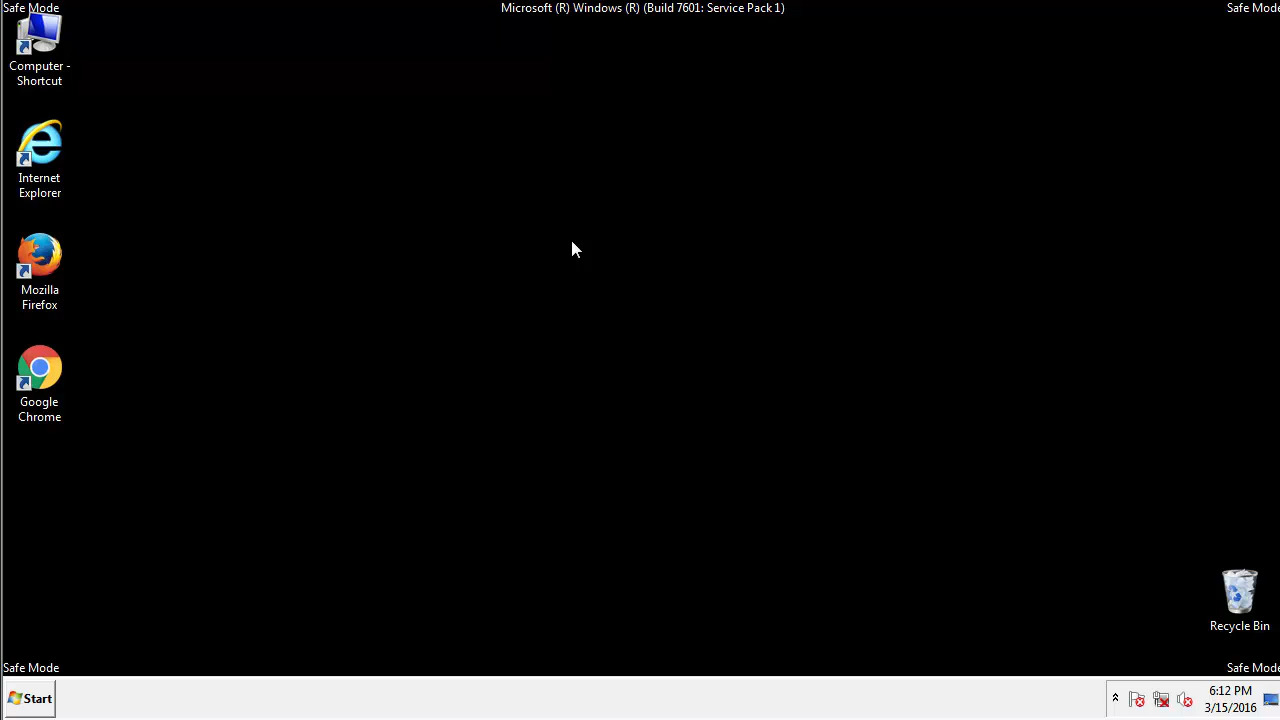 Safe Mode
Microsoft (R) Windows (R) (Build 7601: Service Pack 1)
Safe Mode
Computer -
Shortcut
Internet
Explorer
Mozilla
Firefox
Google
Chrome
Recycle Bin
Safe Mode
Safe Mode
Start
6:12 PM
3/15/2016